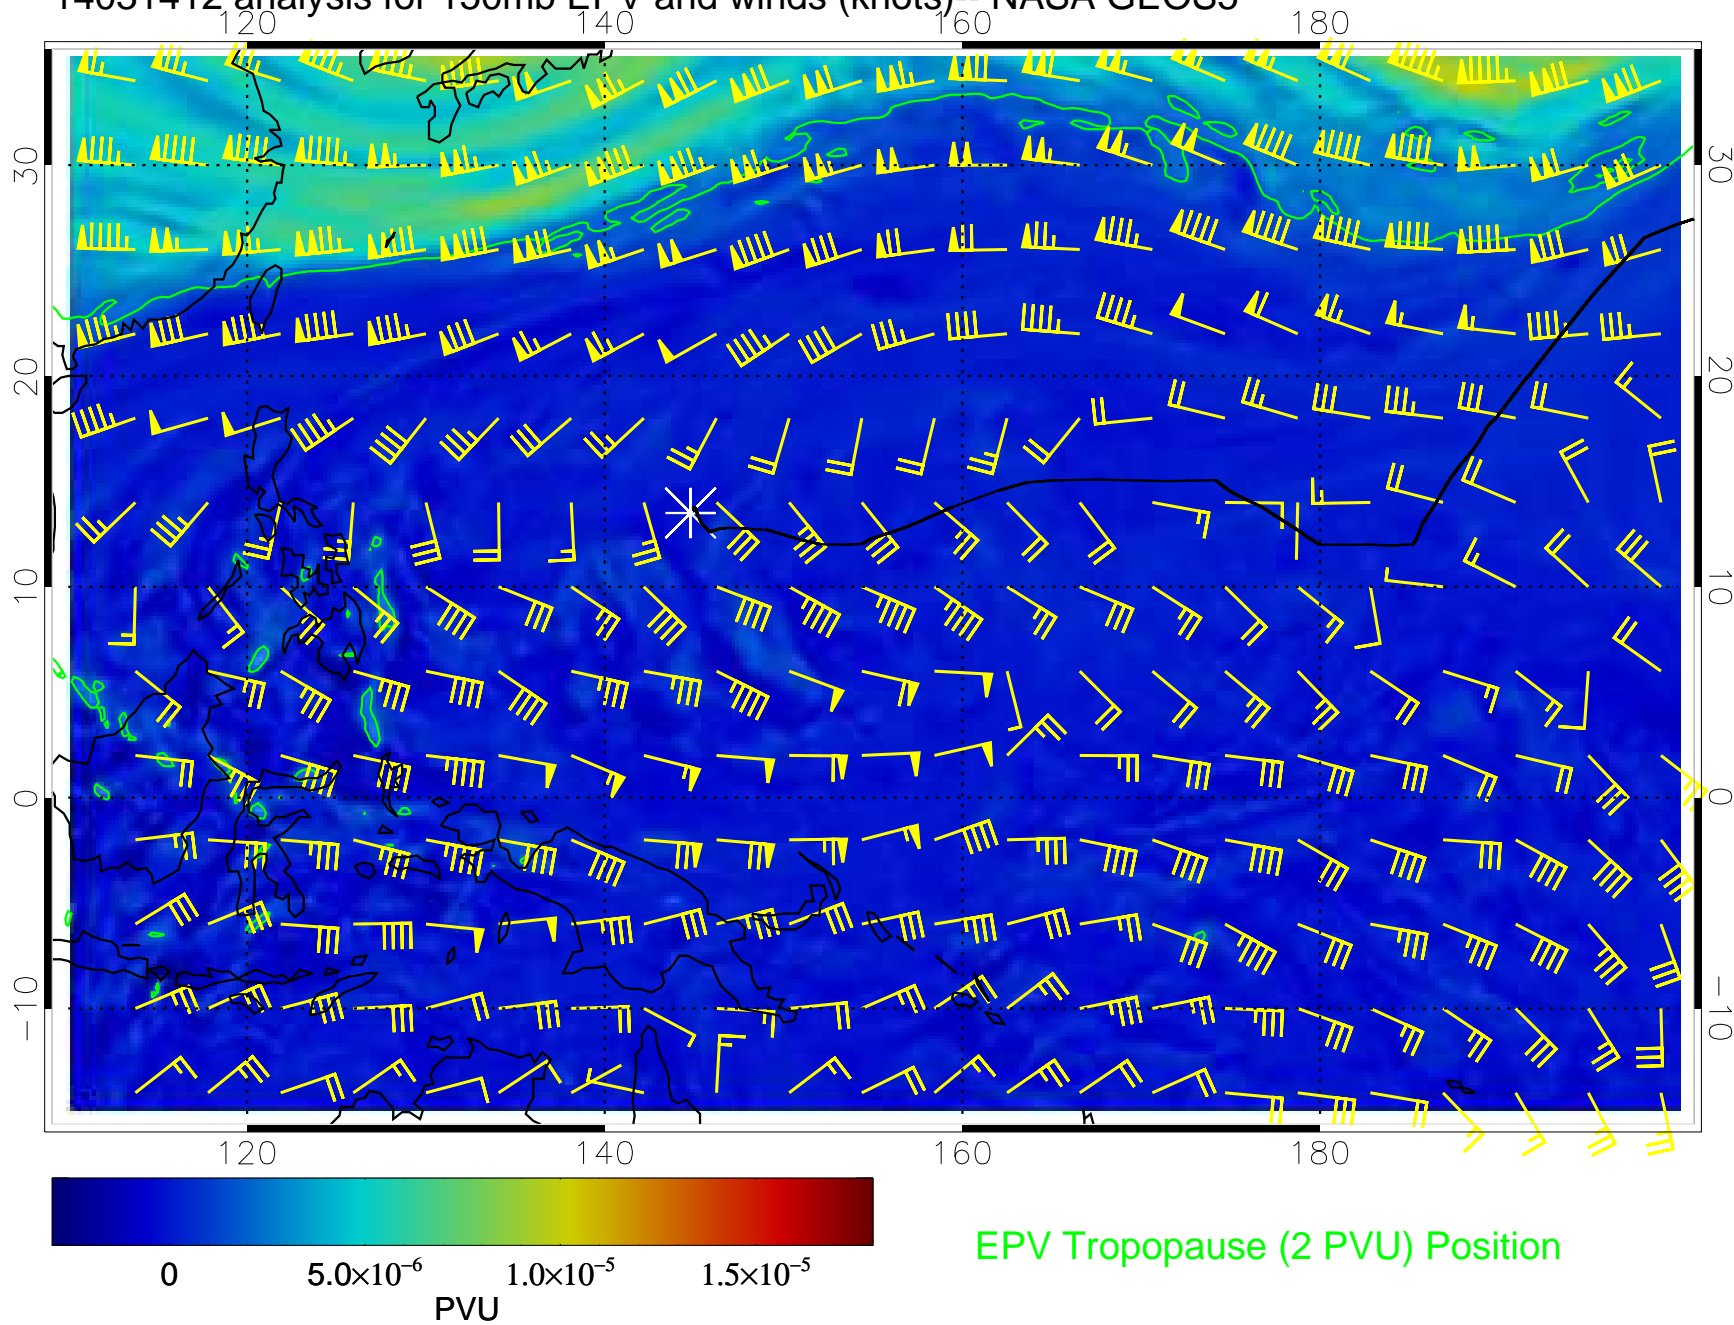 14031412 analysis for 150mb EPV and winds (knots)-- NASA GEOS5
120 140 160 180
30 30
20 20
10 10
0 0
-10 -10
120 140 160 180
0 5.0×10⁻⁶ 1.0×10⁻⁵ 1.5×10⁻⁵
PVU
EPV Tropopause (2 PVU) Position